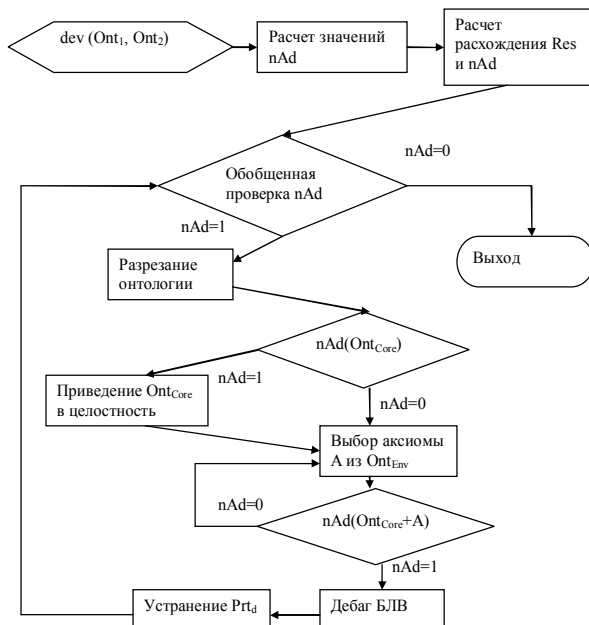 dev (Ont₁, Ont₂)
Расчет значений
nAd
Расчет
расхождения Res
и nAd
nAd=0
Обобщенная
проверка nAd
nAd=1
Выход
Разрезание
онтологии
nAd(OntCore)
nAd=1
Приведение OntCore
в целостность
nAd=0
Выбор аксиомы
A из OntEnv
nAd=0
nAd(OntCore+A)
nAd=1
Устранение Prtd
Дебаг БЛВ